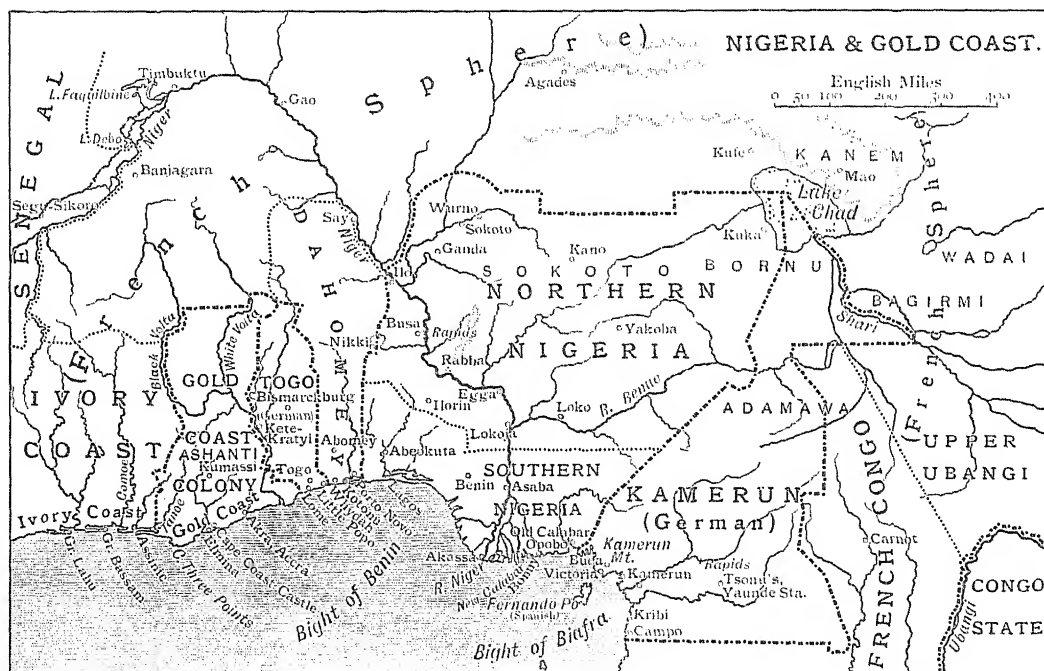 NIGERIA & GOLD COAST.
English Miles
0 50 100 200 300 400
(French Sphere)
(French Sphere
SENEGAL
Timbuktu
L. Faguibine
L. Debo
Niger
Gao
Agades
Banjagara
Segu-Sikoro
Kufe
KANEM
Mao
Lake Chad
Say
Niger
Wurno
Sokoto
Ganda
Kano
Kuka
Ilo
SOKOTO
BORNU
WADAI
BAGIRMI
Shari
DAHOMEY
NORTHERN
NIGERIA
Busa
Rapids
Nikki
Yakoba
Rabba
Egga
Ilorin
Loko
R. Benue
Lokoja
Black Volta
White Volta
IVORY
COAST
GOLD
COAST
ASHANTI
COLONY
Kumassi
TOGO
Bismarckburg
(German)
Kete-
Kratyi
Togo
Abomey
Abeokuta
ADAMAWA
UPPER
UBANGI
SOUTHERN
NIGERIA
Benin
Asaba
KAMERUN
(German)
FRENCH CONGO
Carnot
CONGO
STATE
Ubangi
Comoe
Tanoe
Ivory Coast
Gold Coast
Gr. Lahu
Gr. Bassam
Assinie
C. Three Points
Elmina
Cape Coast Castle
Accra
Lome
Little Popo
Whydah
Kotonu
Porto Novo
Lagos
Bight of Benin
Akassa
R. Niger
New Calabar
Bonny
Opobo
Old Calabar
Buea
Victoria
Kamerun
Mt.
Kamerun
Rapids
Tsonu's,
Yaunde Sta.
Fernando Po
(Spanish)
Kribi
Campo
Bight of Biafra